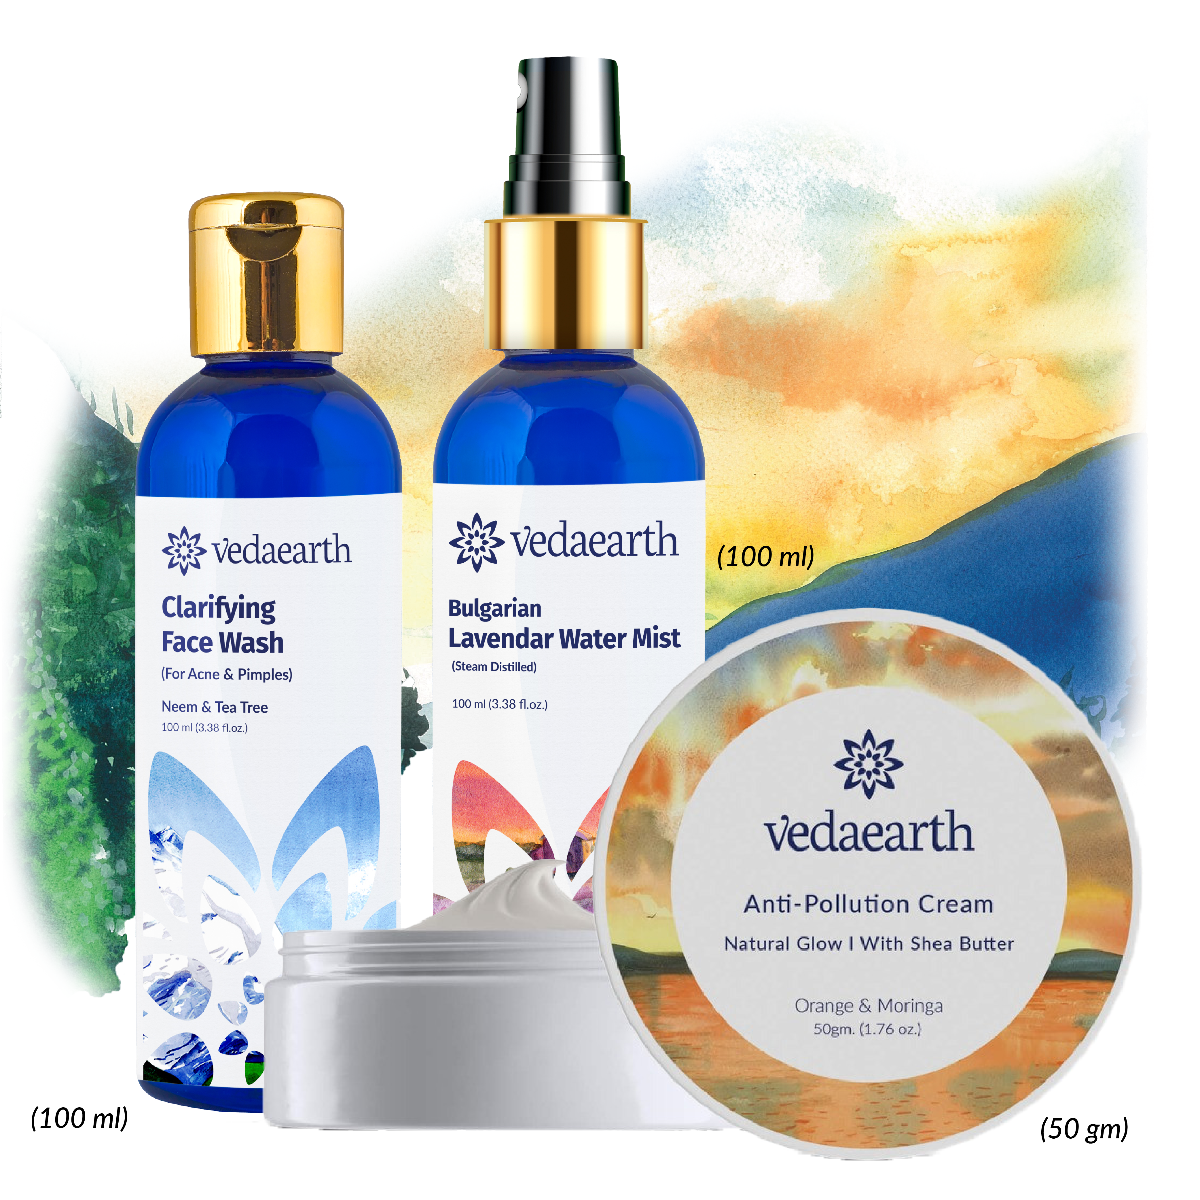 vedaearth
Clarifying
Face Wash
(For Acne & Pimples)
Neem & Tea Tree
100 ml (3.38 fl.oz.)
(100 ml)
vedaearth
Bulgarian
Lavendar Water Mist
(Steam Distilled)
100 ml (3.38 fl.oz.)
(100 ml)
vedaearth
Anti-Pollution Cream
Natural Glow I With Shea Butter
Orange & Moringa
50gm. (1.76 oz.)
(50 gm)